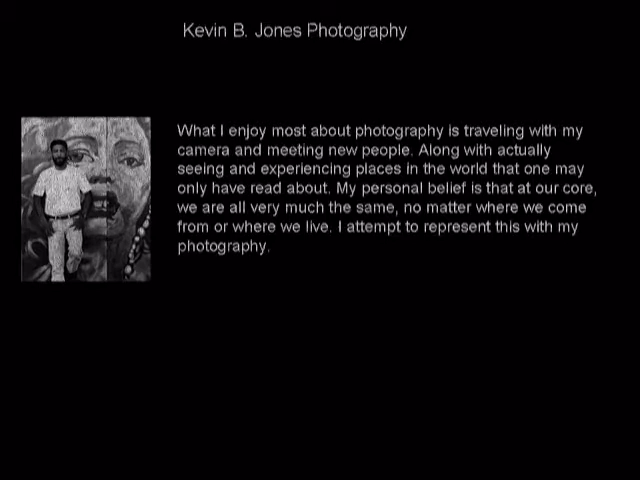 Kevin B. Jones Photography
What I enjoy most about photography is traveling with my
camera and meeting new people. Along with actually
seeing and experiencing places in the world that one may
only have read about. My personal belief is that at our core,
we are all very much the same, no matter where we come
from or where we live. I attempt to represent this with my
photography.